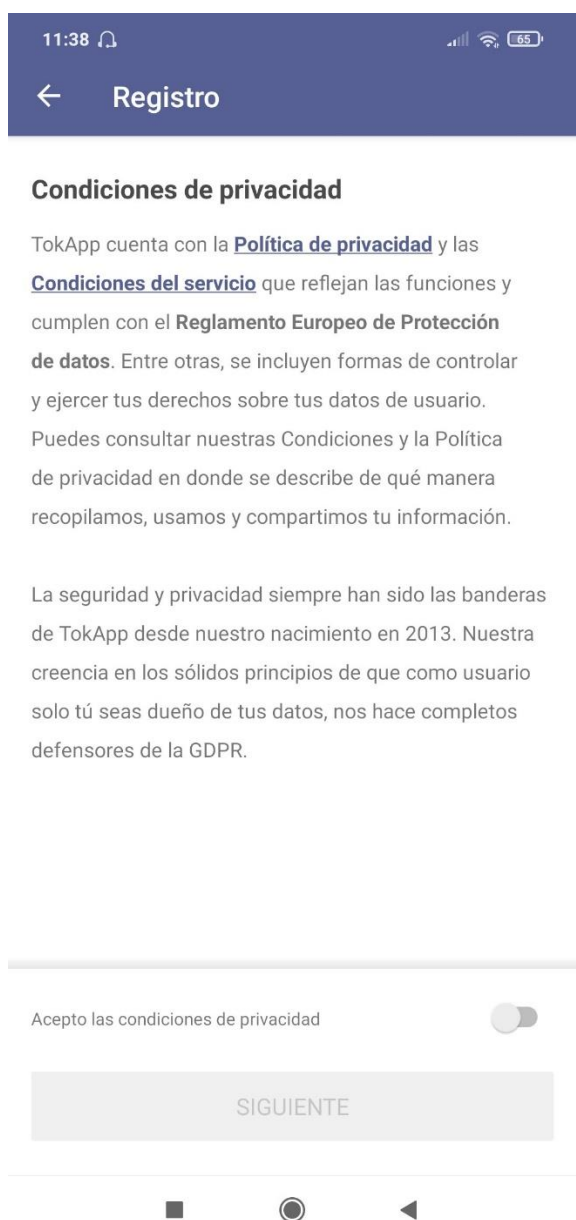 11:38
65
Registro
Condiciones de privacidad
TokApp cuenta con la Política de privacidad y las
Condiciones del servicio que reflejan las funciones y
cumplen con el Reglamento Europeo de Protección
de datos. Entre otras, se incluyen formas de controlar
y ejercer tus derechos sobre tus datos de usuario.
Puedes consultar nuestras Condiciones y la Política
de privacidad en donde se describe de qué manera
recopilamos, usamos y compartimos tu información.
La seguridad y privacidad siempre han sido las banderas
de TokApp desde nuestro nacimiento en 2013. Nuestra
creencia en los sólidos principios de que como usuario
solo tú seas dueño de tus datos, nos hace completos
defensores de la GDPR.
Acepto las condiciones de privacidad
SIGUIENTE